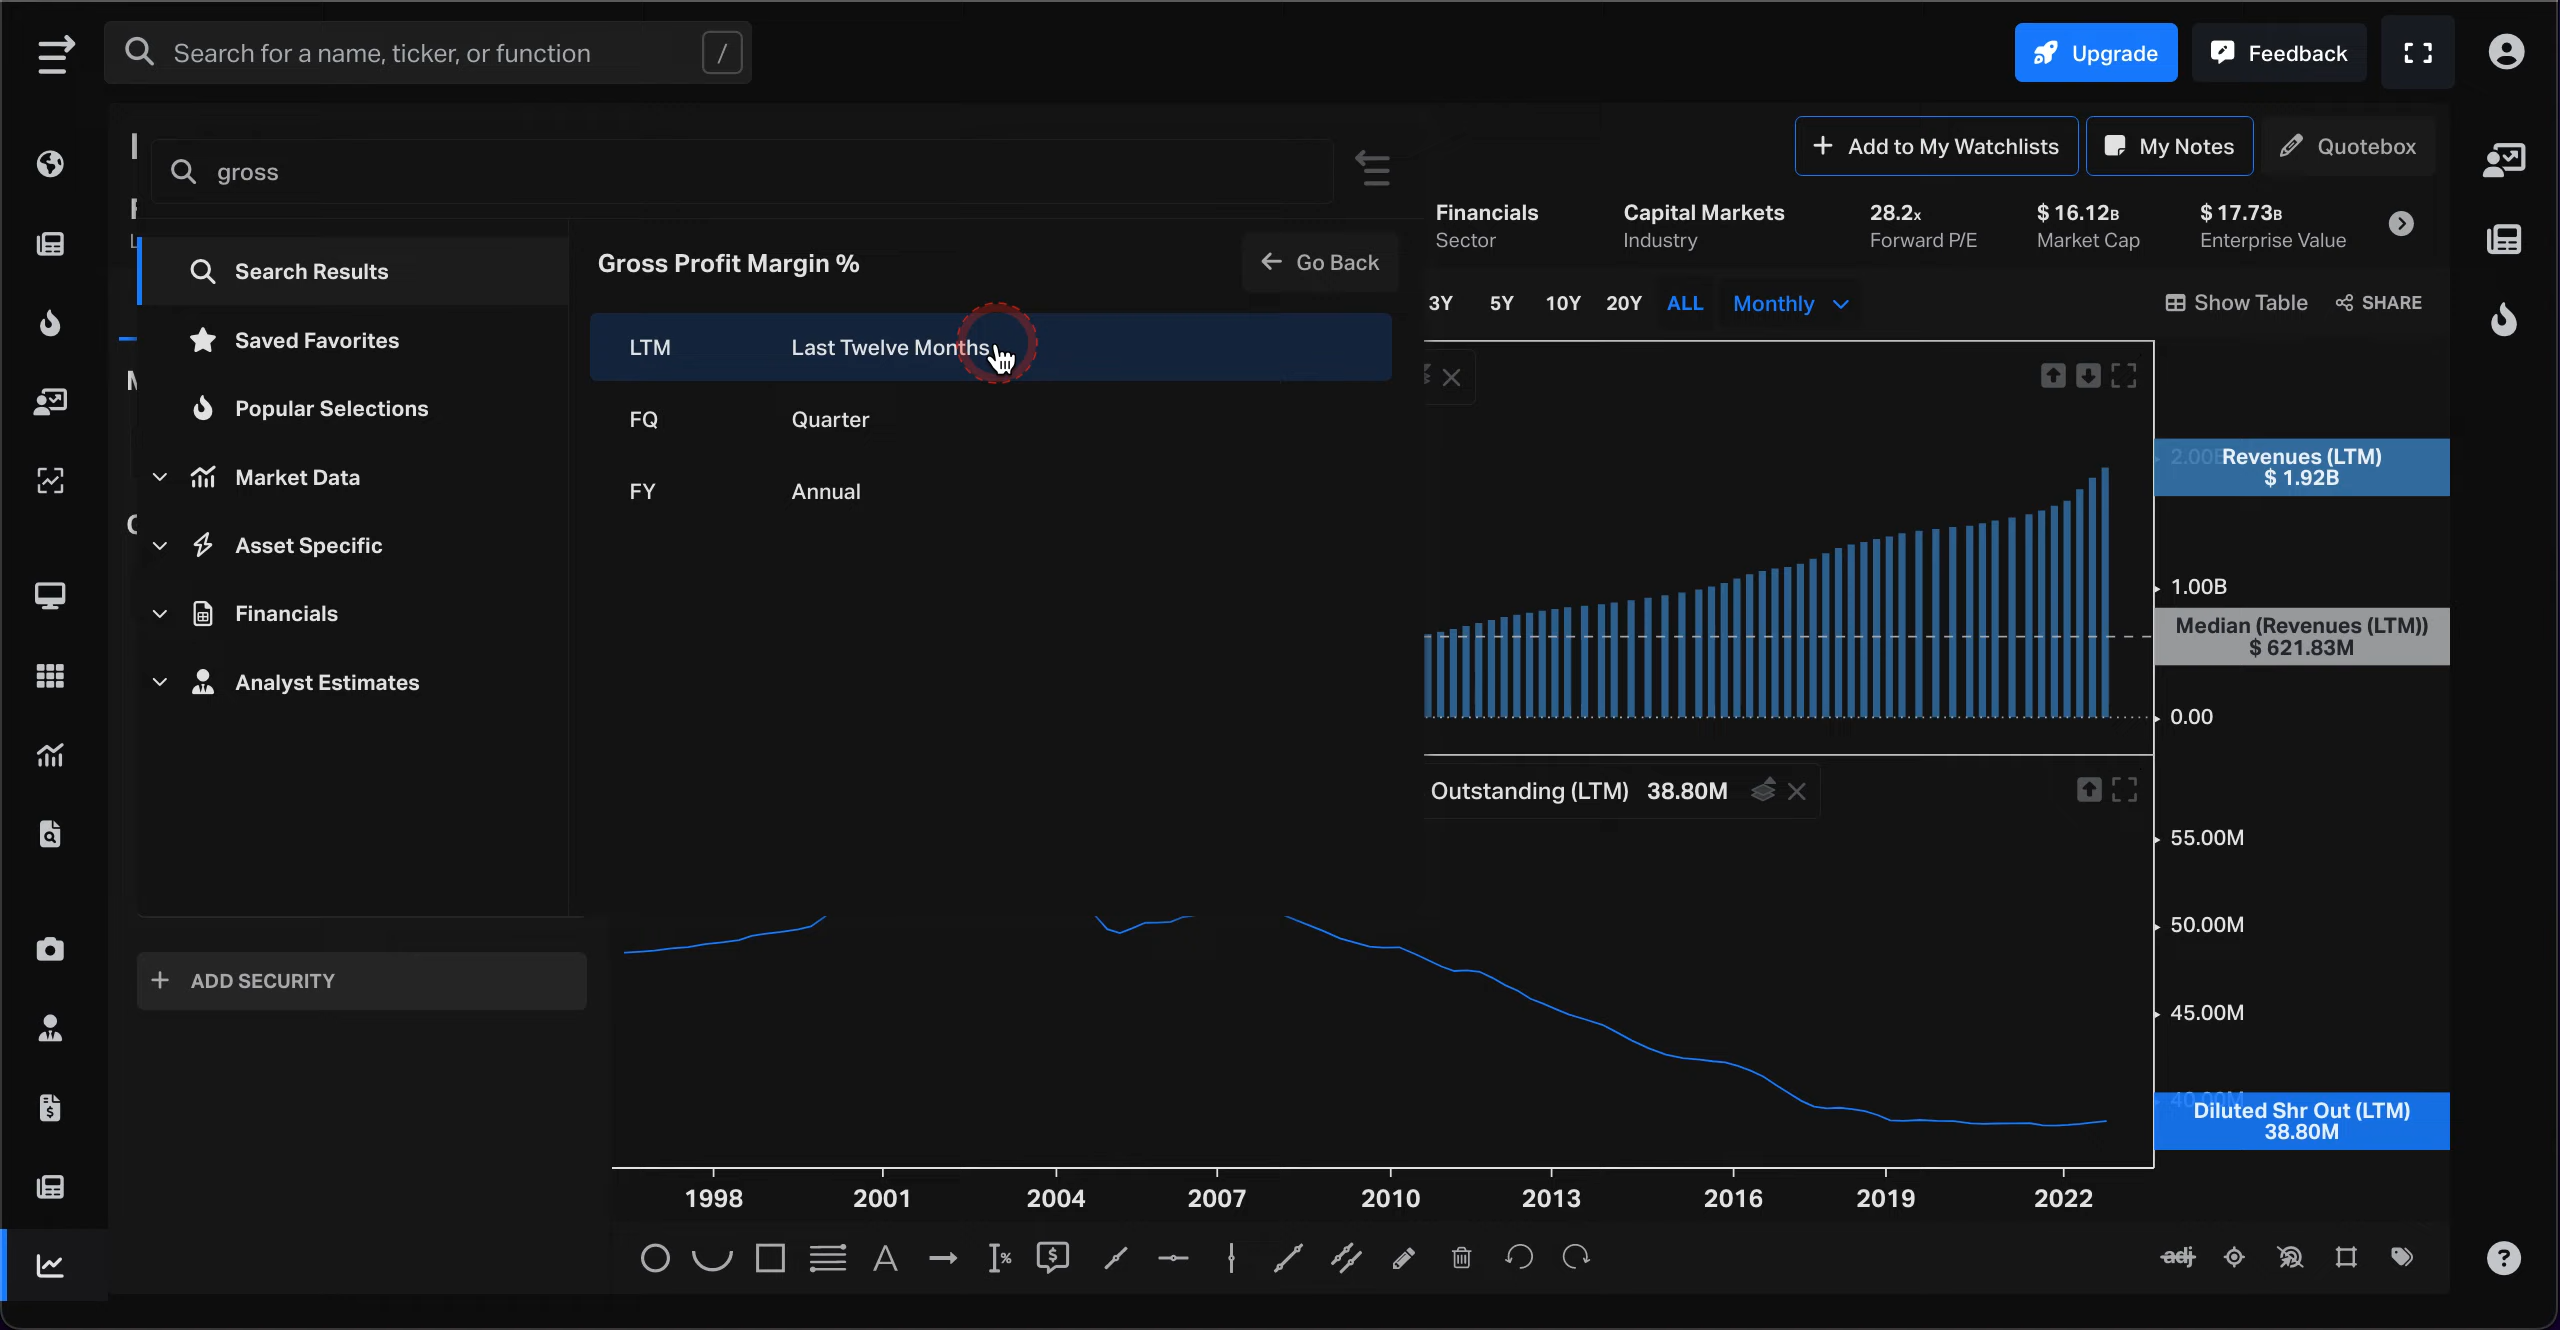 Search for a name, ticker, or function /
Upgrade
Feedback
gross
Add to My Watchlists
My Notes
Quotebox
Financials
Sector
Capital Markets
Industry
28.2x
Forward P/E
$ 16.12B
Market Cap
$ 17.73B
Enterprise Value
Search Results
Saved Favorites
Popular Selections
Market Data
Asset Specific
Financials
Analyst Estimates
Gross Profit Margin %
Go Back
LTM Last Twelve Months
FQ Quarter
FY Annual
3Y 5Y 10Y 20Y ALL Monthly
Show Table
SHARE
Revenues (LTM)
$ 1.92B
1.00B
Median (Revenues (LTM))
$ 621.83M
0.00
Outstanding (LTM) 38.80M
55.00M
50.00M
45.00M
Diluted Shr Out (LTM)
38.80M
+ ADD SECURITY
1998 2001 2004 2007 2010 2013 2016 2019 2022
adj